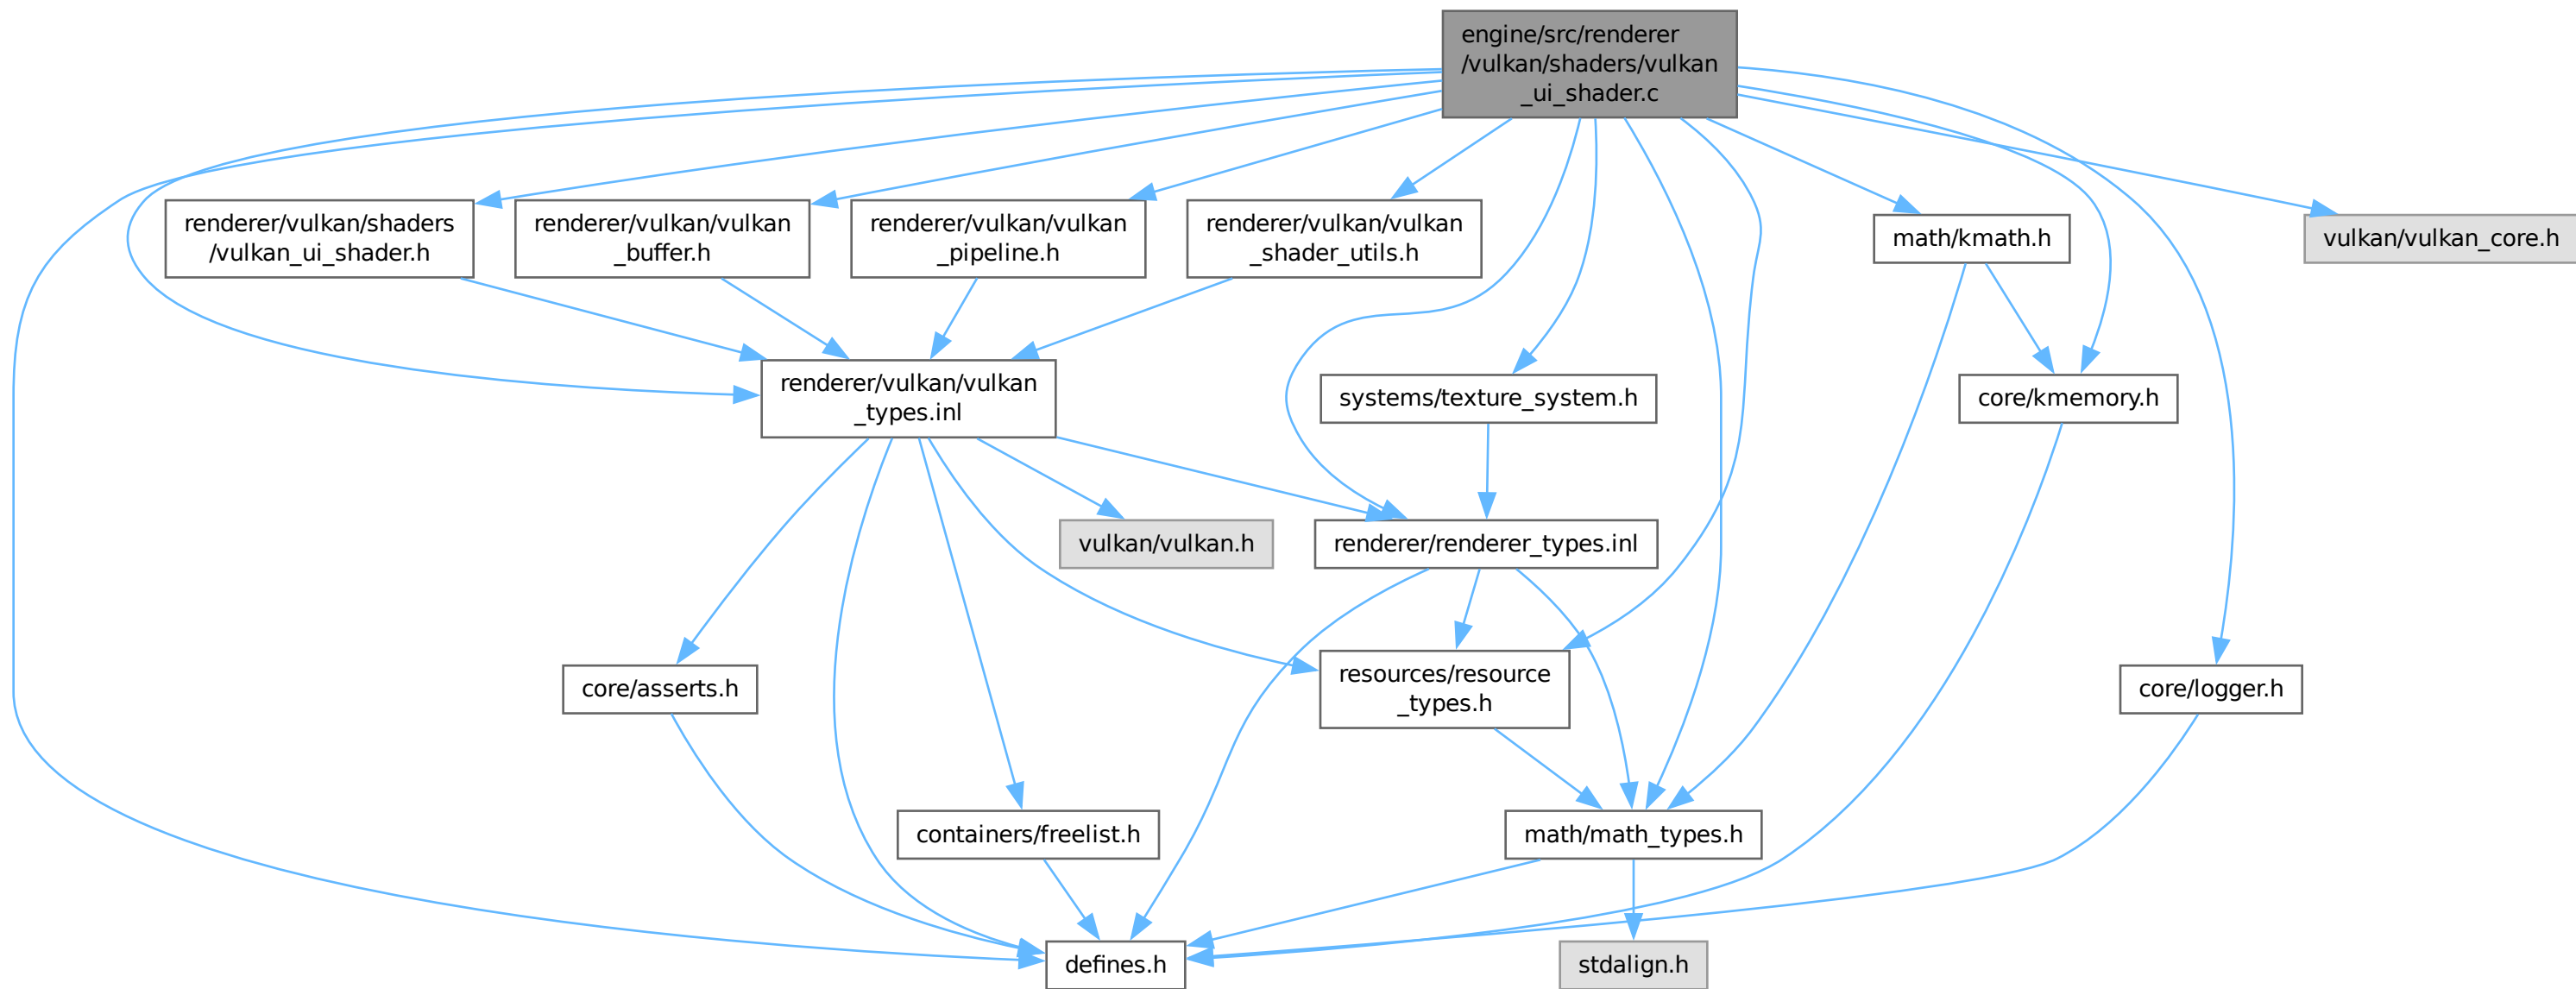 engine/src/renderer
/vulkan/shaders/vulkan
_ui_shader.c
renderer/vulkan/shaders
/vulkan_ui_shader.h
renderer/vulkan/vulkan
_buffer.h
renderer/vulkan/vulkan
_pipeline.h
renderer/vulkan/vulkan
_shader_utils.h
math/kmath.h
vulkan/vulkan_core.h
renderer/vulkan/vulkan
_types.inl
systems/texture_system.h
core/kmemory.h
vulkan/vulkan.h
renderer/renderer_types.inl
core/asserts.h
resources/resource
_types.h
core/logger.h
containers/freelist.h
math/math_types.h
defines.h
stdalign.h